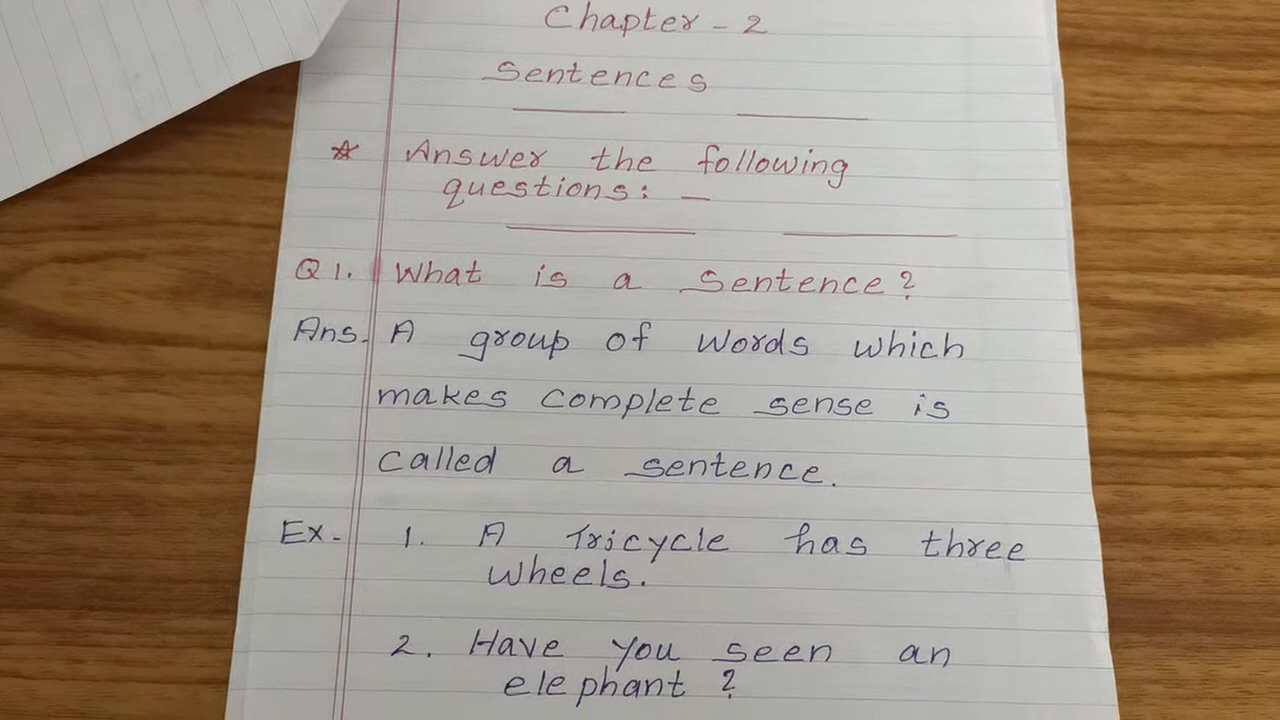 Chapter - 2
Sentences
☆ Answer the following
questions: —
Q1. What is a Sentence?
Ans. A group of words which
makes complete sense is
called a sentence.
Ex- 1. A Tricycle has three
wheels.
2. Have you seen an
elephant ?